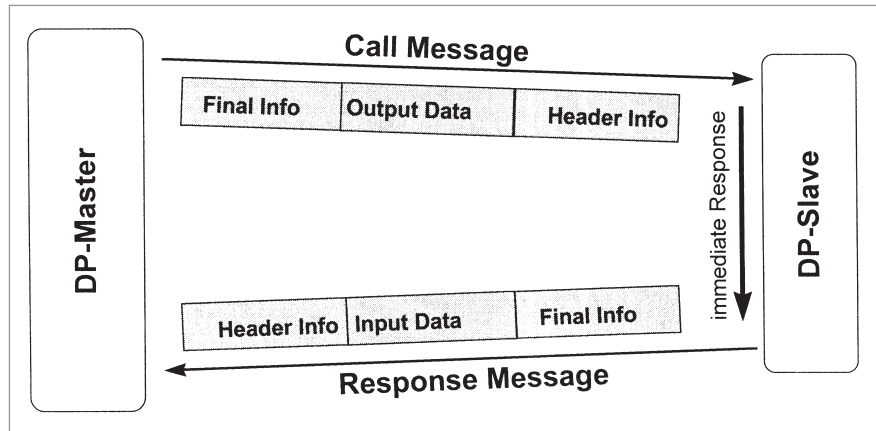 Call Message
Final Info
Output Data
Header Info
DP-Master
immediate Response
DP-Slave
Header Info
Input Data
Final Info
Response Message